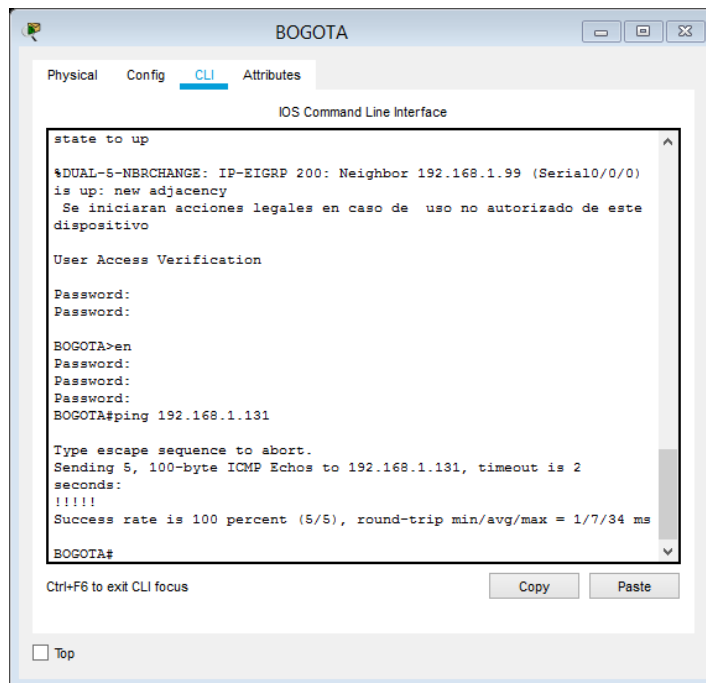 BOGOTA
Physical Config CLI Attributes
IOS Command Line Interface
state to up
%DUAL-5-NBRCHANGE: IP-EIGRP 200: Neighbor 192.168.1.99 (Serial0/0/0)
is up: new adjacency
Se iniciaran acciones legales en caso de uso no autorizado de este
dispositivo
User Access Verification
Password:
Password:
BOGOTA>en
Password:
Password:
Password:
BOGOTA#ping 192.168.1.131
Type escape sequence to abort.
Sending 5, 100-byte ICMP Echos to 192.168.1.131, timeout is 2
seconds:
!!!!!
Success rate is 100 percent (5/5), round-trip min/avg/max = 1/7/34 ms
BOGOTA#
Ctrl+F6 to exit CLI focus
Copy Paste
Top